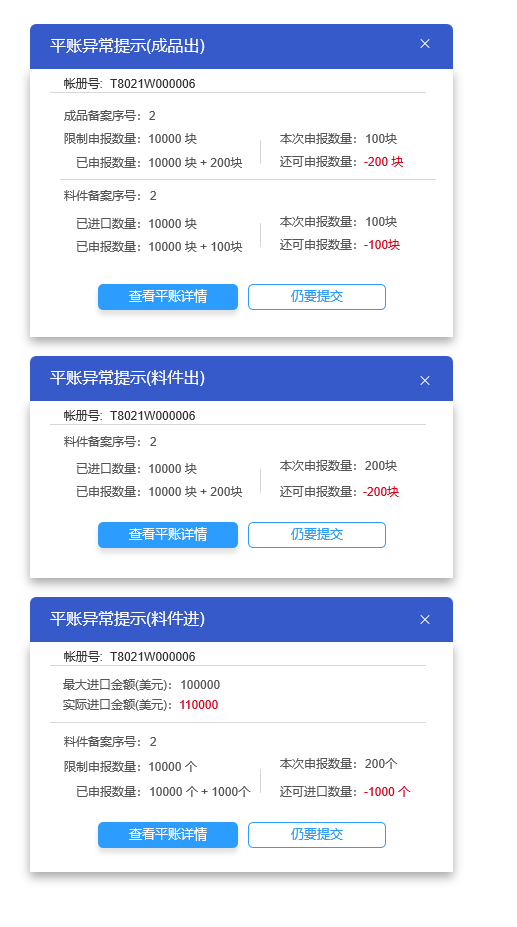 平账异常提示(成品出)
帐册号: T8021W000006
成品备案序号: 2
限制申报数量: 10000 块 本次申报数量: 100块
已申报数量: 10000 块 + 200块 还可申报数量: -200 块
料件备案序号: 2
已进口数量: 10000 块 本次申报数量: 100块
已申报数量: 10000 块 + 100块 还可申报数量: -100块
查看平账详情 仍要提交
平账异常提示(料件出)
帐册号: T8021W000006
料件备案序号: 2
已进口数量: 10000 块 本次申报数量: 200块
已申报数量: 10000 块 + 200块 还可申报数量: -200块
查看平账详情 仍要提交
平账异常提示(料件进)
帐册号: T8021W000006
最大进口金额(美元): 100000
实际进口金额(美元): 110000
料件备案序号: 2
限制申报数量: 10000 个 本次申报数量: 200个
已申报数量: 10000 个 + 1000个 还可进口数量: -1000 个
查看平账详情 仍要提交